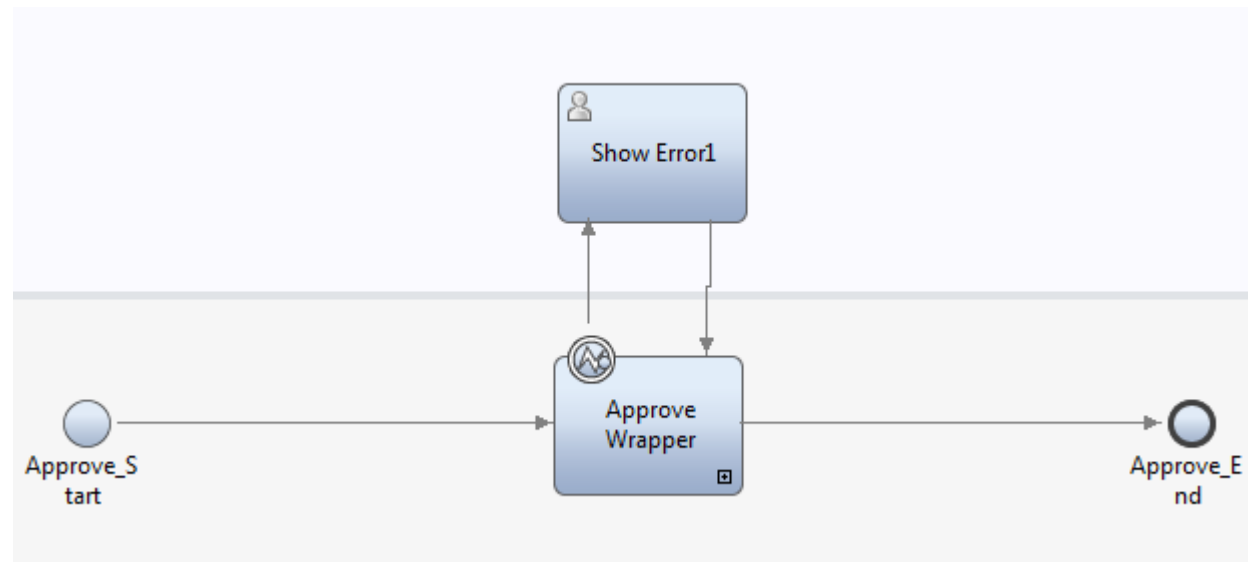 Show Error1
Approve
Wrapper
Approve_S
tart
Approve_E
nd